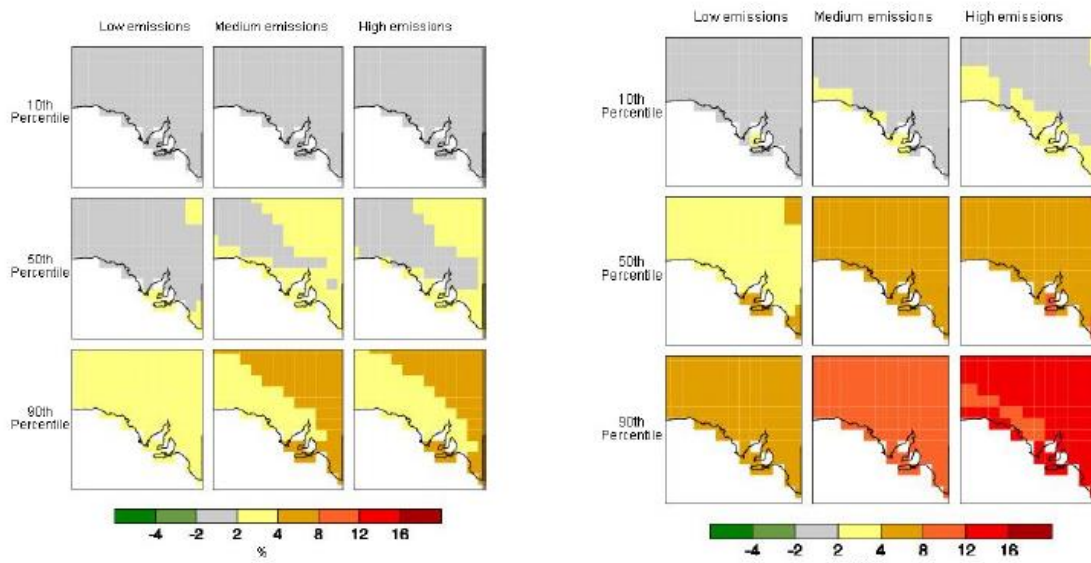 Low emissions Medium emissions High emissions
10th
Percentile
50th
Percentile
90th
Percentile
-4 -2 2 4 8 12 16
%
Low emissions Medium emissions High emissions
10th
Percentile
50th
Percentile
90th
Percentile
-4 -2 2 4 8 12 16